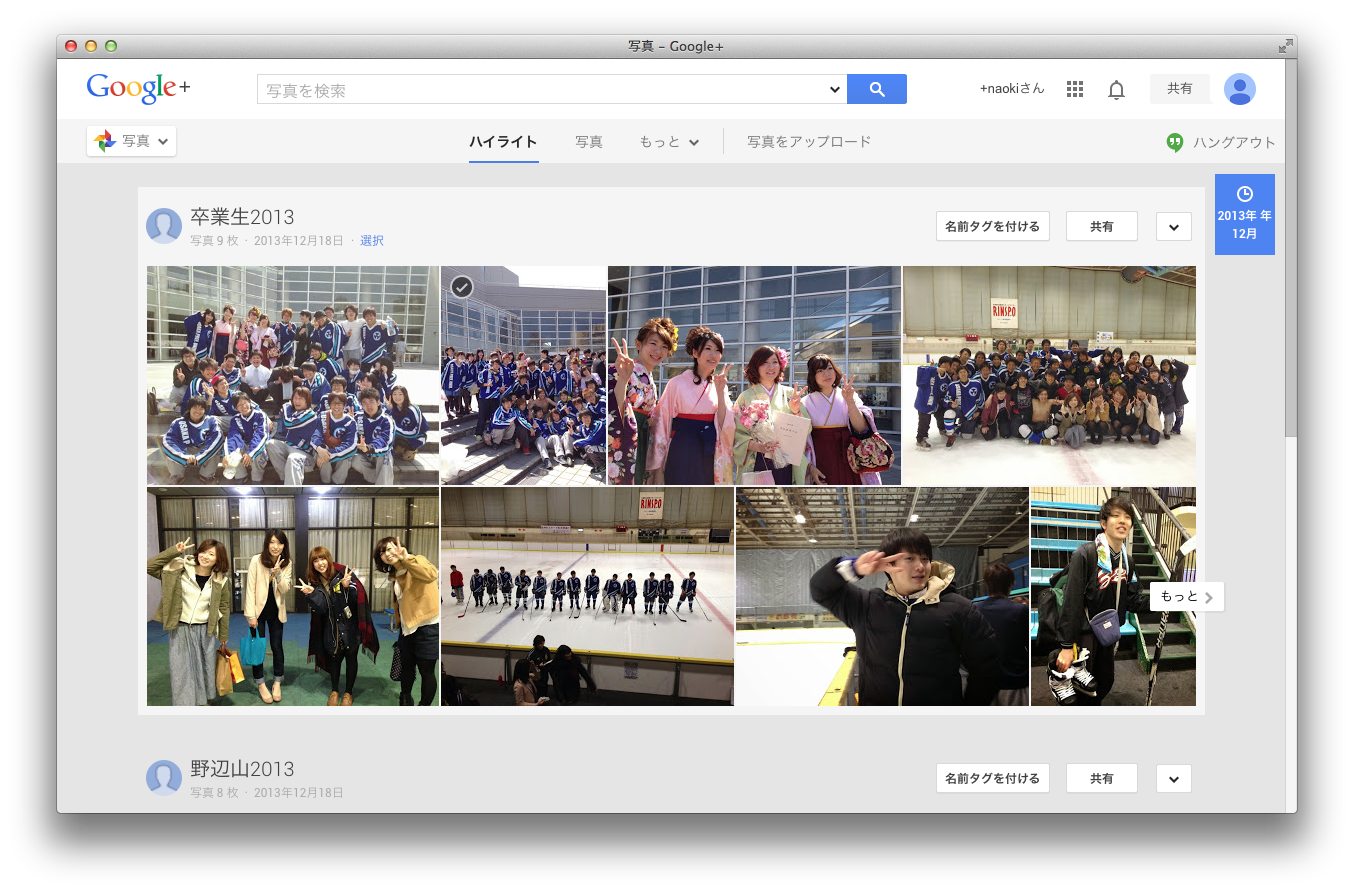 写真 – Google+
Google+
写真を検索
+naokiさん
共有
写真
ハイライト
写真
もっと
写真をアップロード
ハングアウト
2013年 年
12月
卒業生2013
写真 9 枚 · 2013年12月18日 · 選択
名前タグを付ける
共有
RINSPO
RINSPO
もっと
野辺山2013
写真 8 枚 · 2013年12月18日
名前タグを付ける
共有